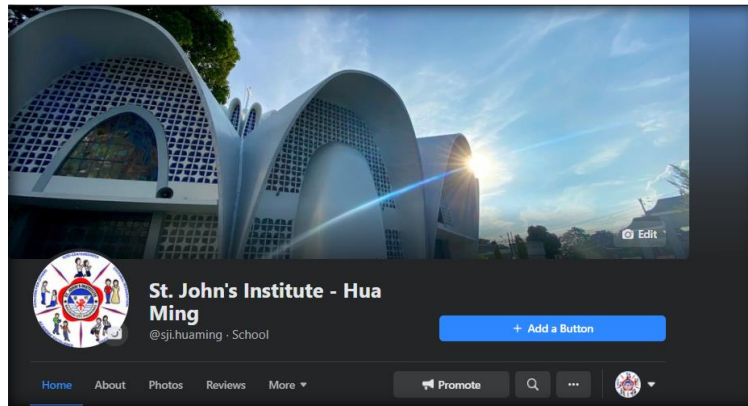 Edit
St. John's Institute - Hua
Ming
@sji.huaming · School
+ Add a Button
Home About Photos Reviews More
Promote